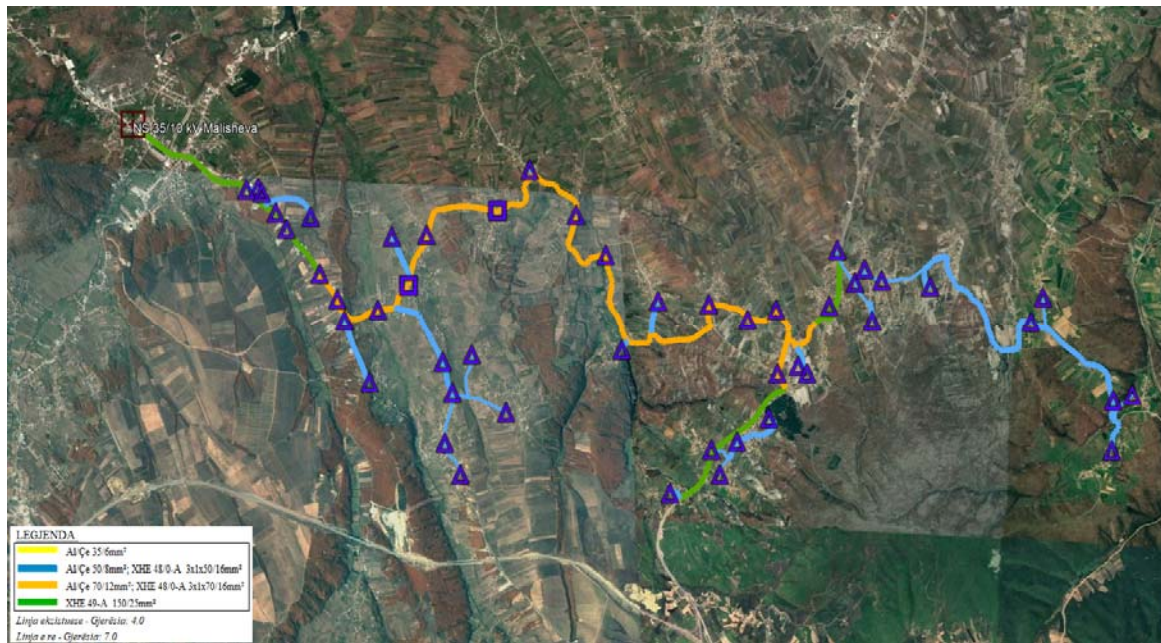 NS 35/10 kV Malisheva
LEGJENDA
Al/Çe 35/6mm²
Al/Çe 50/8mm²; XHE 48/0-A 3x1x50/16mm²
Al/Çe 70/12mm²; XHE 48/0-A 3x1x70/16mm²
XHE 49-A 150/25mm²
Linja ekzistuese - Gjerësia: 4.0
Linja e re - Gjerësia: 7.0